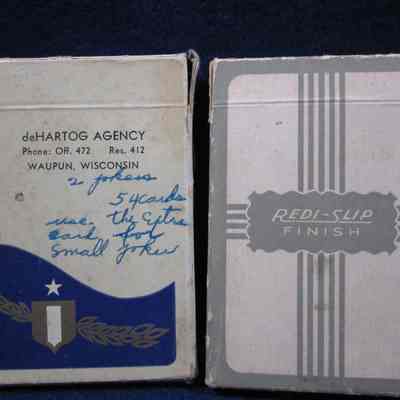 deHARTOG AGENCY
Phone: Off. 472 Res. 412
WAUPUN, WISCONSIN
2 jokers
54 cards
use the Extra
card for
Small joker
REDI-SLIP
FINISH